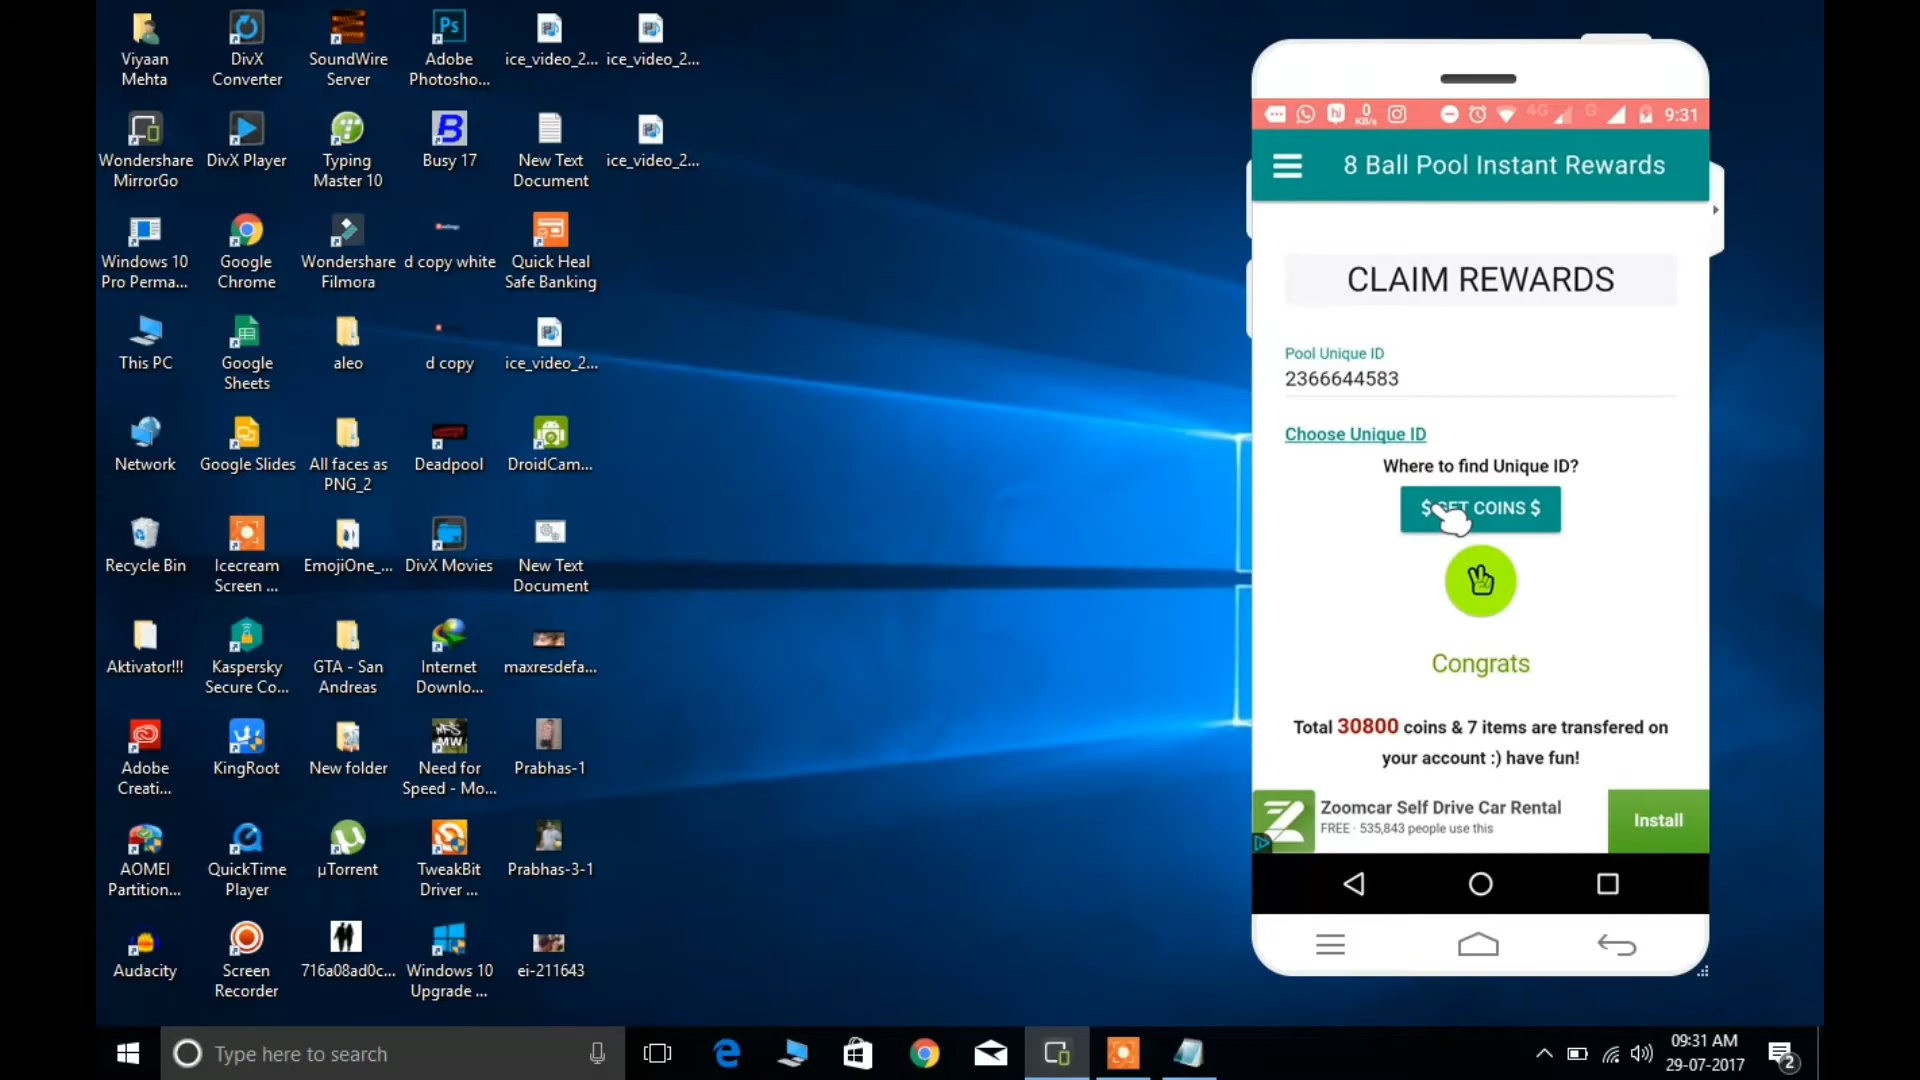 Viyaan
Mehta
DivX
Converter
SoundWire
Server
Ps
Adobe
Photosho...
ice_video_2...
ice_video_2...
Wondershare
MirrorGo
DivX Player
Typing
Master 10
B
Busy 17
New Text
Document
ice_video_2...
Windows 10
Pro Perma...
Google
Chrome
Wondershare
Filmora
d copy white
Quick Heal
Safe Banking
This PC
Google
Sheets
aleo
d copy
ice_video_2...
Network
Google Slides
All faces as
PNG_2
Deadpool
DroidCam...
Recycle Bin
Icecream
Screen ...
EmojiOne_...
DivX Movies
New Text
Document
Aktivator!!!
Kaspersky
Secure Co...
GTA - San
Andreas
Internet
Downlo...
maxresdefa...
Adobe
Creati...
KingRoot
New folder
MW
Need for
Speed - Mo...
Prabhas-1
AOMEI
Partition...
QuickTime
Player
µTorrent
TweakBit
Driver ...
Prabhas-3-1
Audacity
Screen
Recorder
716a08ad0c...
Windows 10
Upgrade ...
ei-211643
hi 0 KB/s 4G G 9:31
8 Ball Pool Instant Rewards
CLAIM REWARDS
Pool Unique ID
2366644583
Choose Unique ID
Where to find Unique ID?
$ GET COINS $
Congrats
Total 30800 coins & 7 items are transfered on
your account :) have fun!
Zoomcar Self Drive Car Rental
FREE · 535,843 people use this
Install
Type here to search
09:31 AM
29-07-2017
2